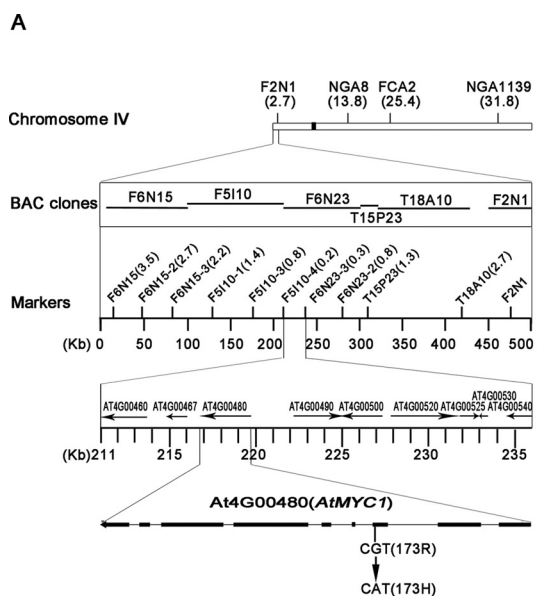 A
F2N1 NGA8 FCA2 NGA1139
(2.7) (13.8) (25.4) (31.8)
Chromosome IV
BAC clones
F6N15 F5I10 F6N23 T18A10 F2N1
T15P23
Markers
F6N15(3.5) F6N15-2(2.7) F6N15-3(2.2) F5I10-1(1.4) F5I10-3(0.8) F5I10-4(0.2) F6N23-3(0.3) F6N23-2(0.8) T15P23(1.3) T18A10(2.7) F2N1
(Kb) 0 50 100 150 200 250 300 350 400 450 500
AT4G00530
AT4G00460 AT4G00467 AT4G00480 AT4G00490 AT4G00500 AT4G00520 AT4G00525 AT4G00540
(Kb)211 215 220 225 230 235
At4G00480(AtMYC1)
CGT(173R)
CAT(173H)